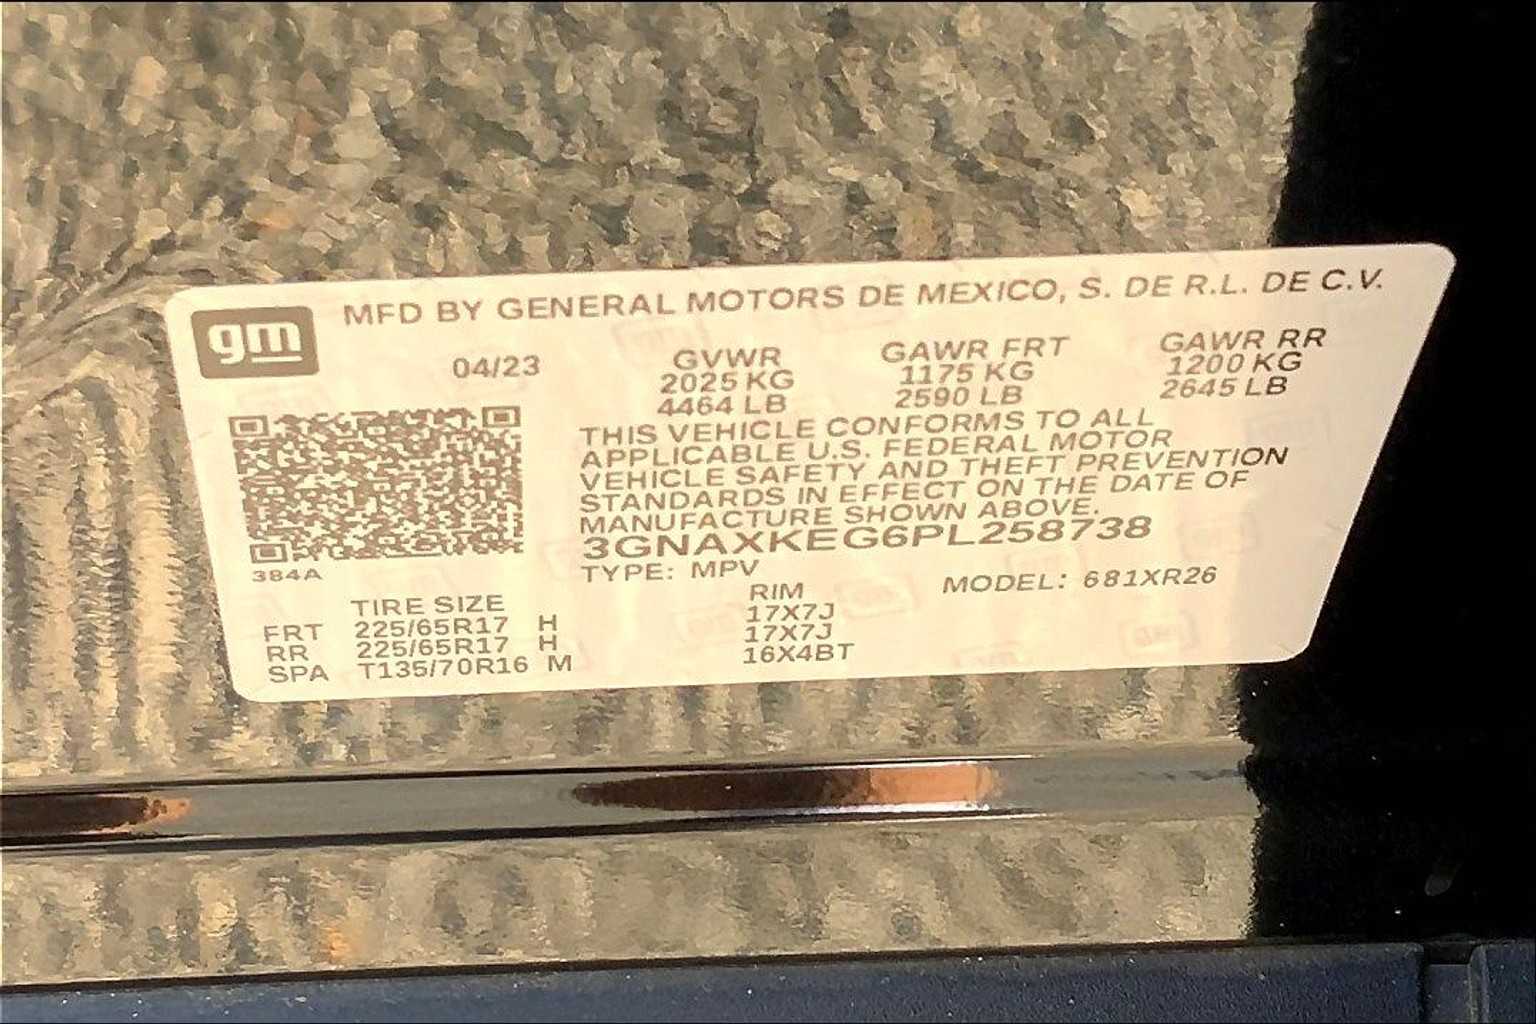 gm MFD BY GENERAL MOTORS DE MEXICO, S. DE R.L. DE C.V.
04/23 GVWR GAWR FRT GAWR RR
2025 KG 1175 KG 1200 KG
4464 LB 2590 LB 2645 LB
THIS VEHICLE CONFORMS TO ALL
APPLICABLE U.S. FEDERAL MOTOR
VEHICLE SAFETY AND THEFT PREVENTION
STANDARDS IN EFFECT ON THE DATE OF
MANUFACTURE SHOWN ABOVE.
3GNAXKEG6PL258738
384A TYPE: MPV MODEL: 681XR26
TIRE SIZE RIM
FRT 225/65R17 H 17X7J
RR 225/65R17 H 17X7J
SPA T135/70R16 M 16X4BT